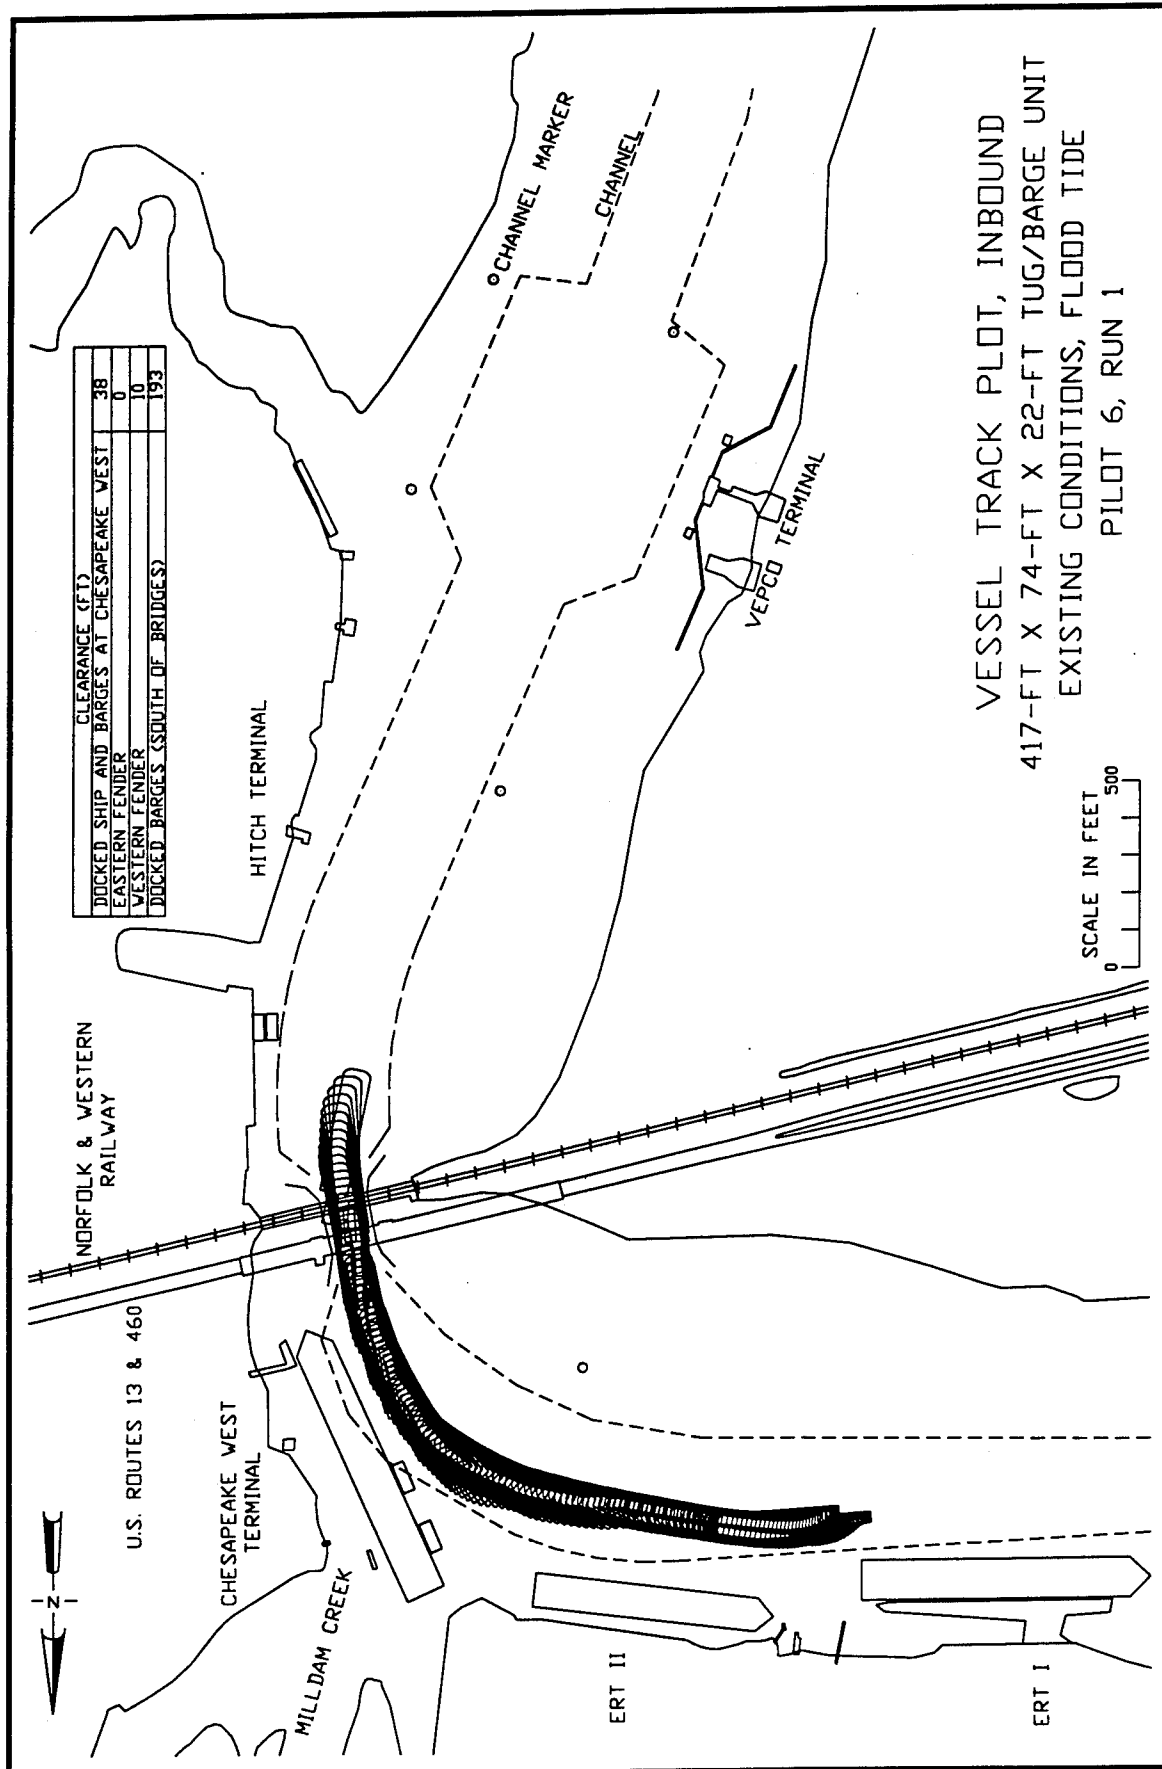 CLEARANCE (FT)
DOCKED SHIP AND BARGES AT CHESAPEAKE WEST 38
EASTERN FENDER 0
WESTERN FENDER 10
DOCKED BARGES (SOUTH OF BRIDGES) 193
NORFOLK & WESTERN
RAILWAY
HITCH TERMINAL
CHANNEL MARKER
CHANNEL
U.S. ROUTES 13 & 460
CHESAPEAKE WEST
TERMINAL
MILLDAM CREEK
N
VEPCO TERMINAL
ERT II
ERT I
SCALE IN FEET
0 500
VESSEL TRACK PLOT, INBOUND
417-FT X 74-FT X 22-FT TUG/BARGE UNIT
EXISTING CONDITIONS, FLOOD TIDE
PILOT 6, RUN 1